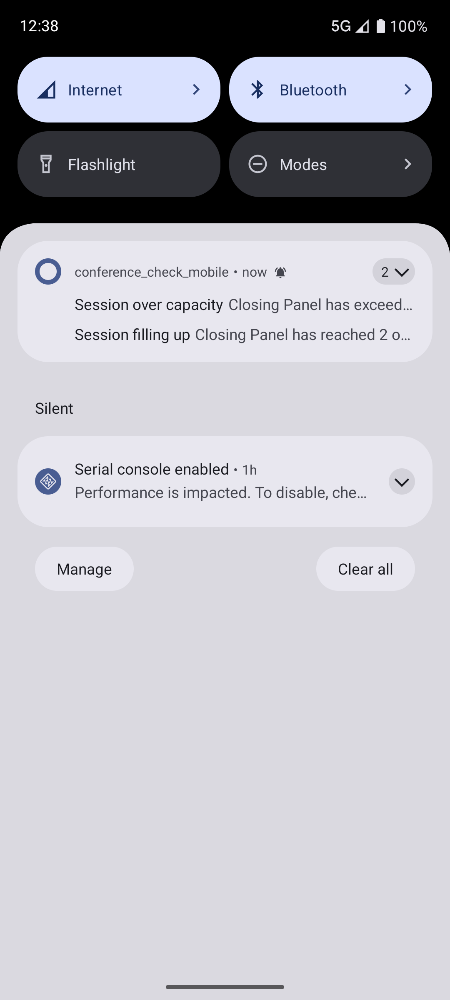 12:38
5G 100%
Internet
Bluetooth
Flashlight
Modes
conference_check_mobile • now
2
Session over capacity Closing Panel has exceed…
Session filling up Closing Panel has reached 2 o…
Silent
Serial console enabled • 1h
Performance is impacted. To disable, che…
Manage
Clear all